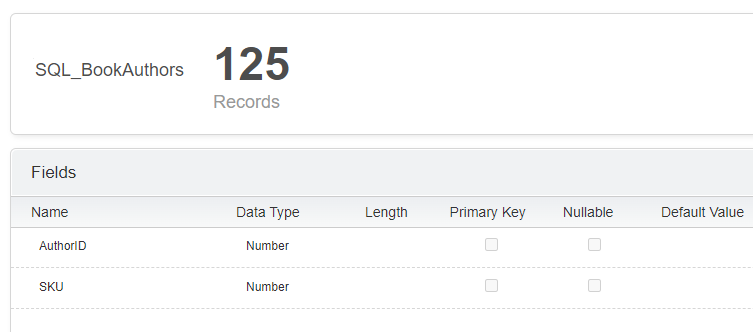 SQL_BookAuthors
125
Records
Fields
Name Data Type Length Primary Key Nullable Default Value
AuthorID Number
SKU Number